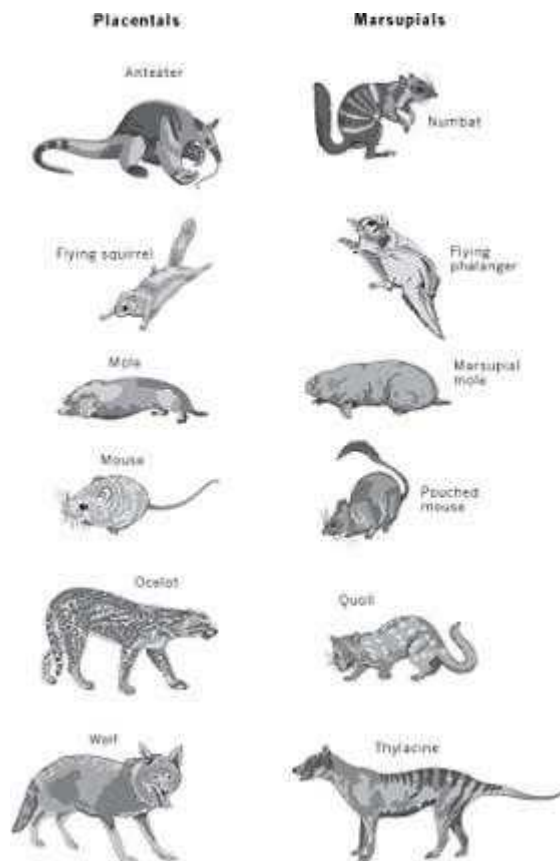 Placentals
Marsupials
Anteater
Numbat
Flying squirrel
Flying
phalanger
Mole
Marsupial
mole
Mouse
Pouched
mouse
Ocelot
Quoll
Wolf
Thylacine